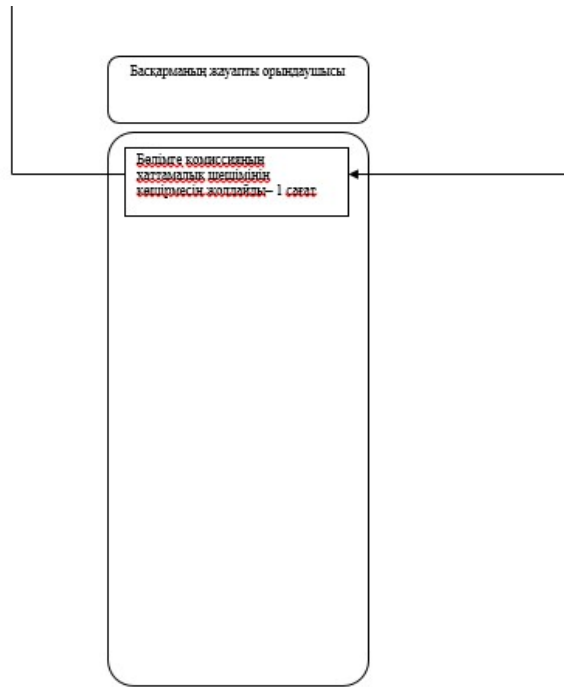 Басқарманың жауапты орындаушысы
Бөлімге комиссияның
хаттамалық шешімінің
көшірмесін жолдайды– 1 сағат